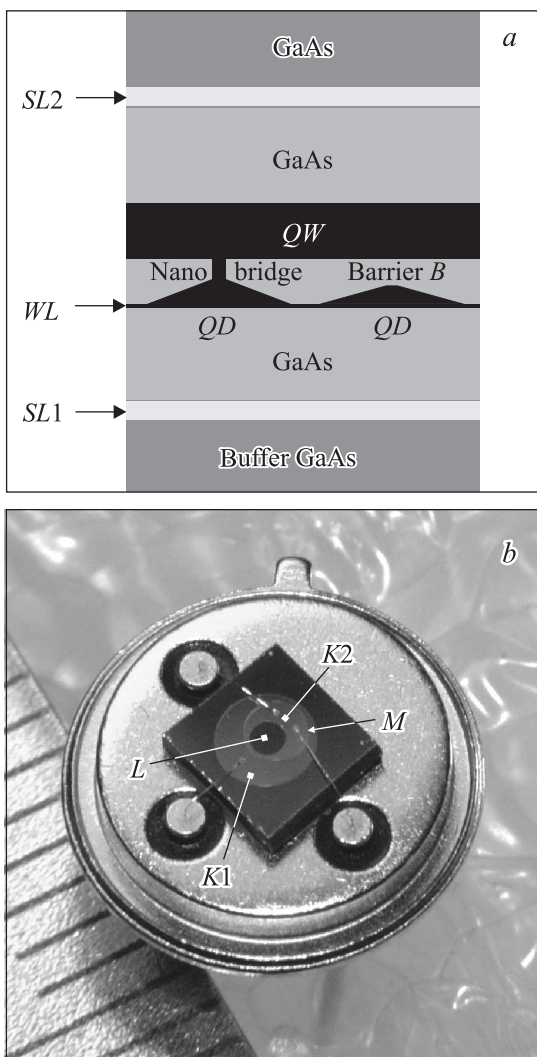 GaAs
a
SL2
GaAs
QW
Nano bridge Barrier B
WL
QD QD
GaAs
SL1
Buffer GaAs
b
K2
M
L
K1